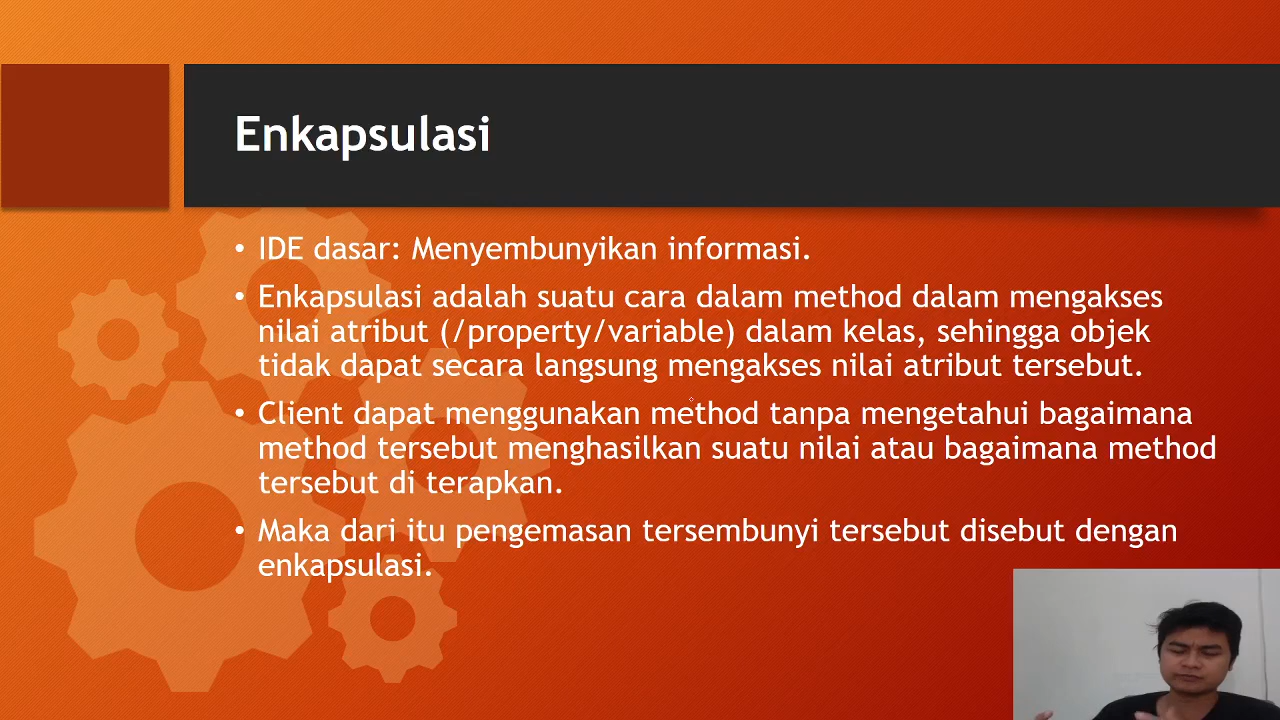 Enkapsulasi
• IDE dasar: Menyembunyikan informasi.
• Enkapsulasi adalah suatu cara dalam method dalam mengakses
nilai atribut (/property/variable) dalam kelas, sehingga objek
tidak dapat secara langsung mengakses nilai atribut tersebut.
• Client dapat menggunakan method tanpa mengetahui bagaimana
method tersebut menghasilkan suatu nilai atau bagaimana method
tersebut di terapkan.
• Maka dari itu pengemasan tersembunyi tersebut disebut dengan
enkapsulasi.